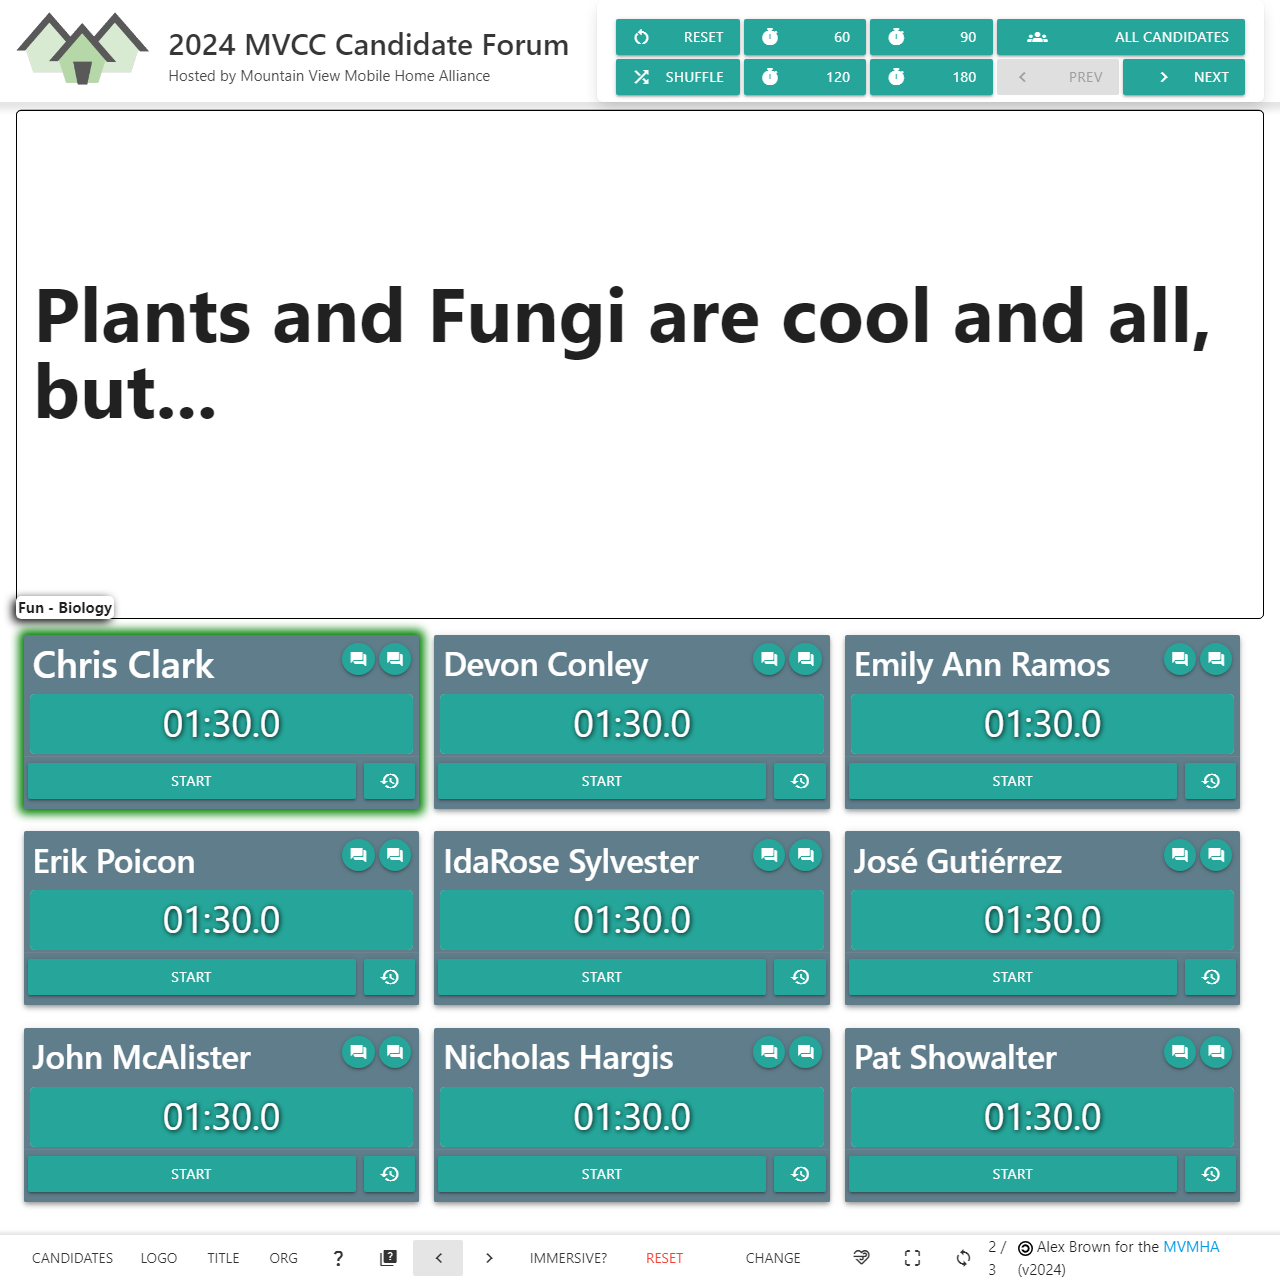 2024 MVCC Candidate Forum
Hosted by Mountain View Mobile Home Alliance
RESET
60
90
ALL CANDIDATES
SHUFFLE
120
180
PREV
NEXT
Plants and Fungi are cool and all,
but...
Fun - Biology
Chris Clark
01:30.0
START
Devon Conley
01:30.0
START
Emily Ann Ramos
01:30.0
START
Erik Poicon
01:30.0
START
IdaRose Sylvester
01:30.0
START
José Gutiérrez
01:30.0
START
John McAlister
01:30.0
START
Nicholas Hargis
01:30.0
START
Pat Showalter
01:30.0
START
CANDIDATES
LOGO
TITLE
ORG
?
IMMERSIVE?
RESET
CHANGE
2 /
3
Alex Brown for the MVMHA
(v2024)